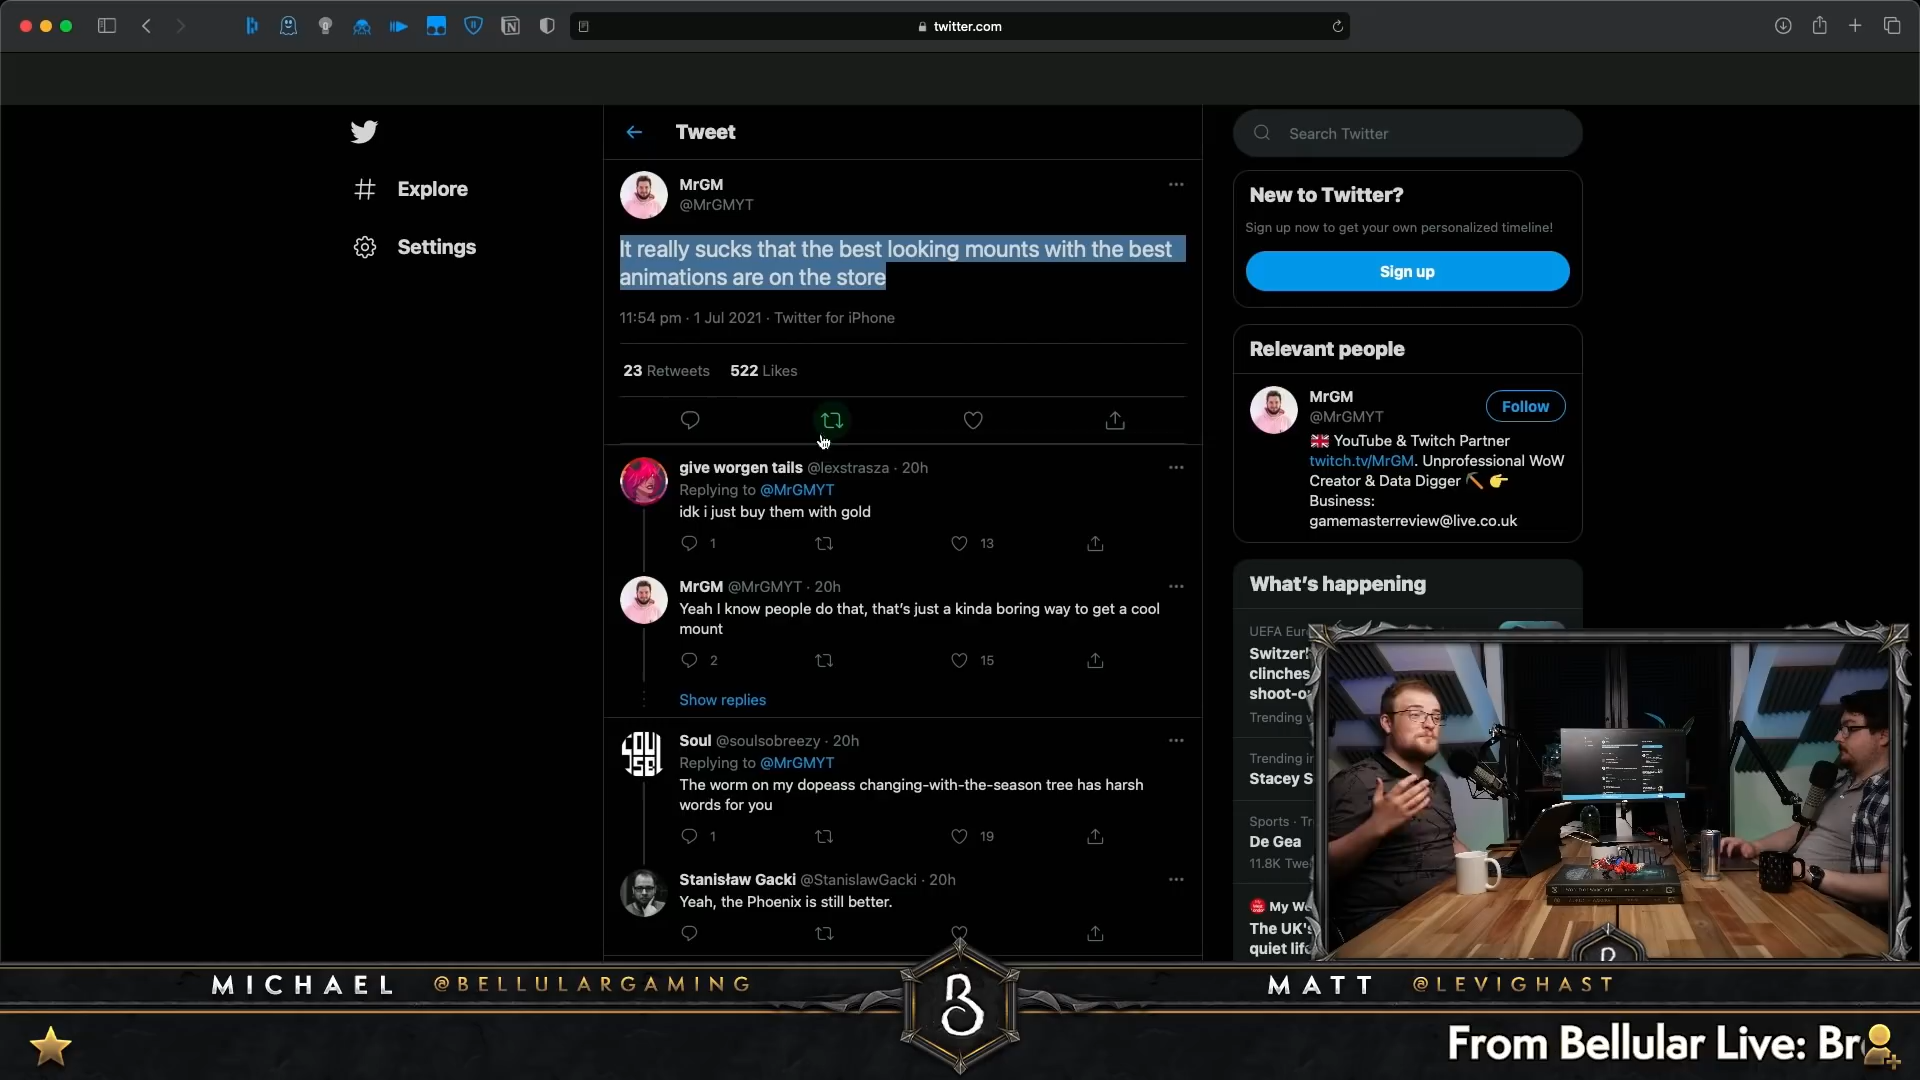 twitter.com
Explore
Settings
Tweet
MrGM
@MrGMYT
It really sucks that the best looking mounts with the best
animations are on the store
11:54 pm · 1 Jul 2021 · Twitter for iPhone
23 Retweets 522 Likes
give worgen tails @lexstrasza · 20h
Replying to @MrGMYT
idk i just buy them with gold
1
13
MrGM @MrGMYT · 20h
Yeah I know people do that, that's just a kinda boring way to get a cool
mount
2
15
Show replies
Soul @soulsobreezy · 20h
Replying to @MrGMYT
The worm on my dopeass changing-with-the-season tree has harsh
words for you
1
19
Stanisław Gacki @StanislawGacki · 20h
Yeah, the Phoenix is still better.
Search Twitter
New to Twitter?
Sign up now to get your own personalized timeline!
Sign up
Relevant people
MrGM
@MrGMYT
Follow
YouTube & Twitch Partner
twitch.tv/MrGM. Unprofessional WoW
Creator & Data Digger
Business:
gamemasterreview@live.co.uk
What's happening
UEFA Eur
Switzerl
clinches
shoot-o
Trending
Trending in
Stacey S
Sports · Tr
De Gea
11.8K Twe
My We
The UK's
quiet life
MICHAEL @BELLULARGAMING
MATT @LEVIGHAST
B
From Bellular Live: Br